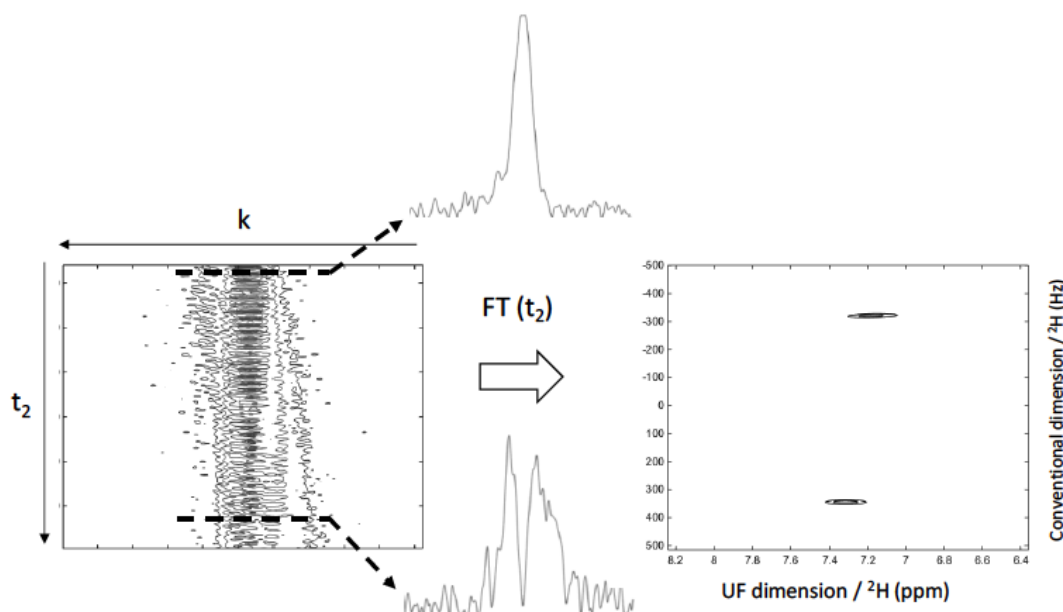 k
t2
FT (t2)
-500
-400
-300
-200
-100
0
100
200
300
400
500
8.2 8 7.8 7.6 7.4 7.2 7 6.8 6.6 6.4
UF dimension / ²H (ppm)
Conventional dimension / ²H (Hz)